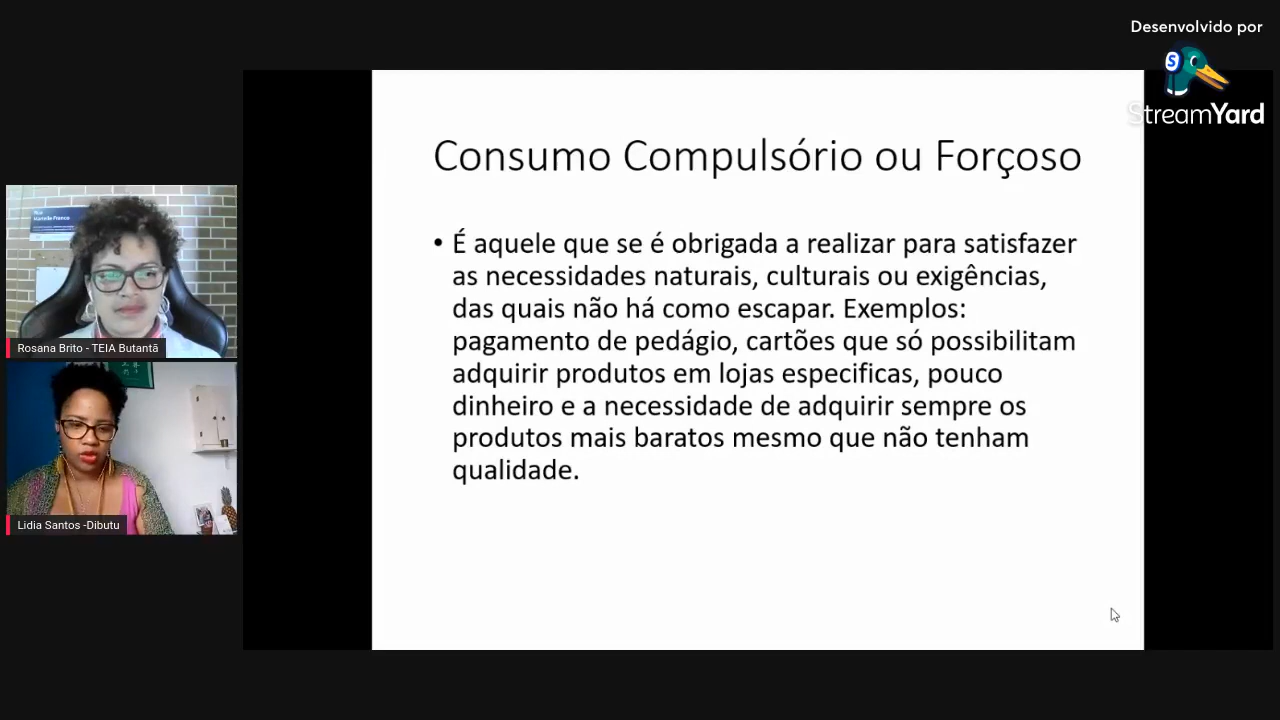 Desenvolvido por
StreamYard
Consumo Compulsório ou Forçoso
• É aquele que se é obrigada a realizar para satisfazer
as necessidades naturais, culturais ou exigências,
das quais não há como escapar. Exemplos:
pagamento de pedágio, cartões que só possibilitam
adquirir produtos em lojas especificas, pouco
dinheiro e a necessidade de adquirir sempre os
produtos mais baratos mesmo que não tenham
qualidade.
Marielle Franco
Rosana Brito - TEIA Butantã
Lidia Santos -Dibutu